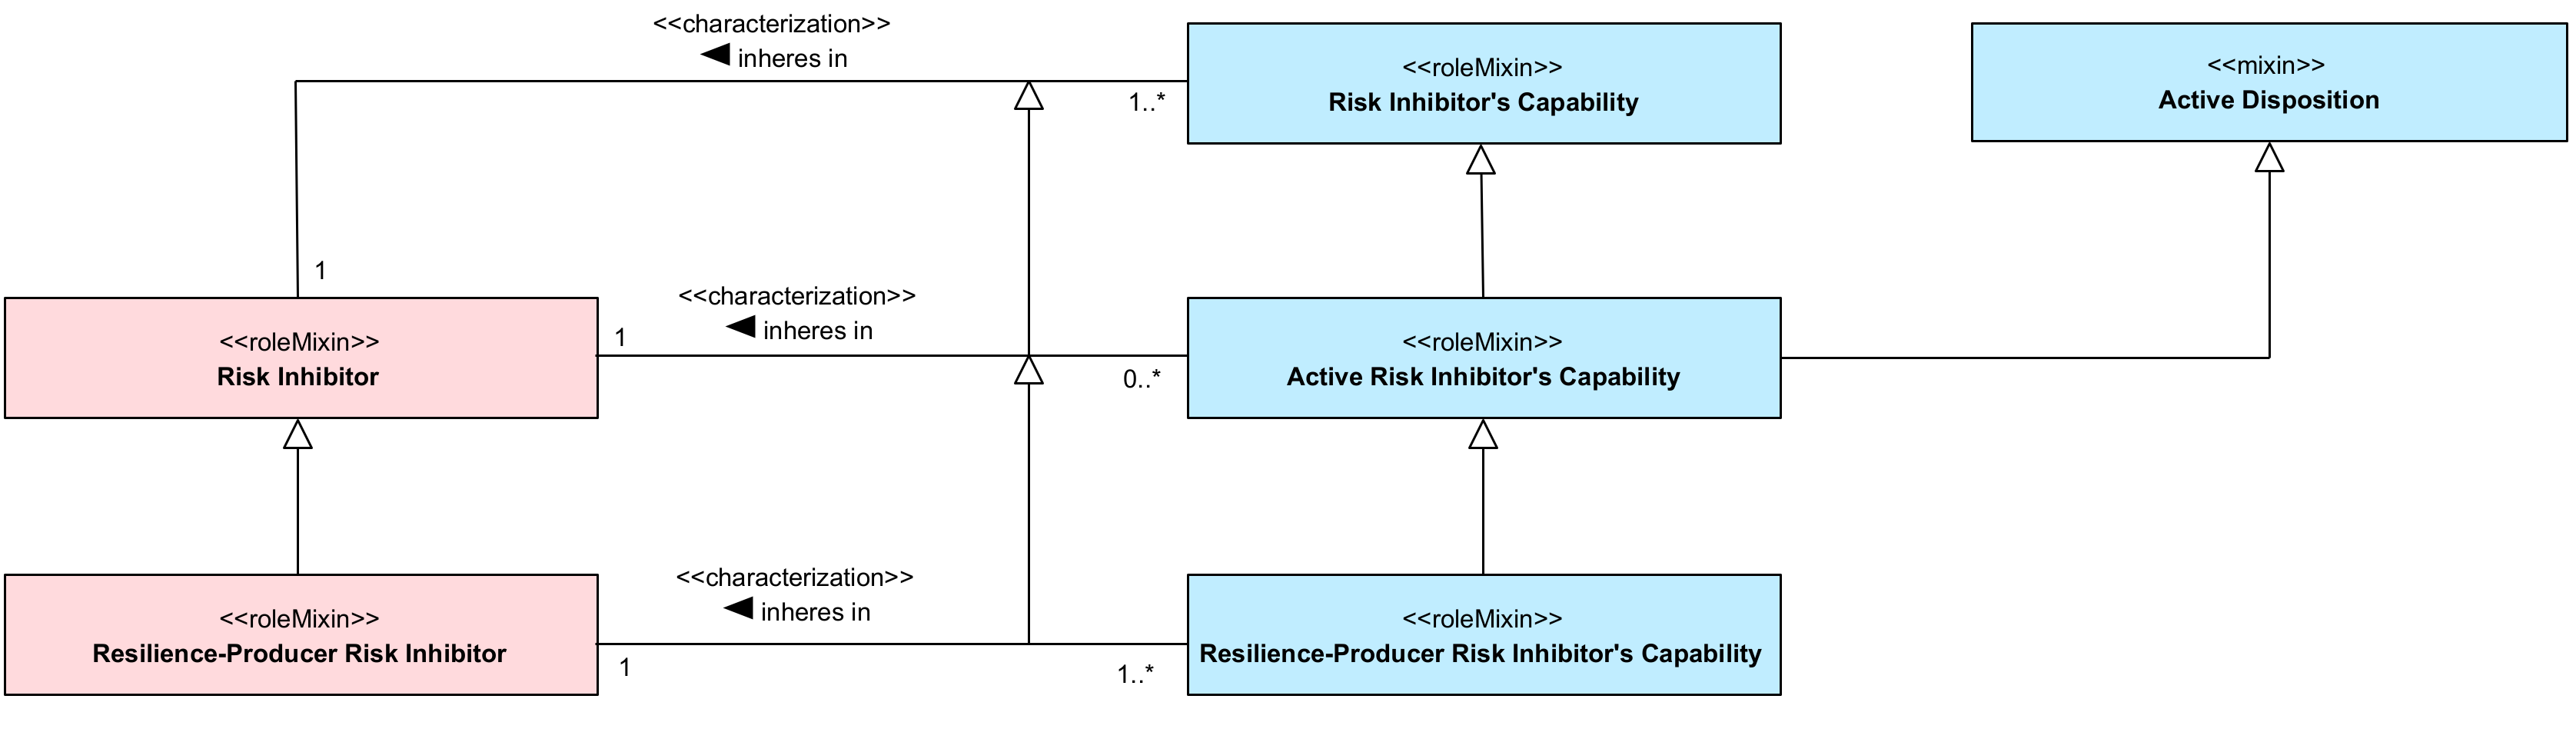 <<characterization>>
◀ inheres in
<<roleMixin>>
Risk Inhibitor's Capability
1..*
<<mixin>>
Active Disposition
1
<<characterization>>
◀ inheres in
<<roleMixin>>
Risk Inhibitor
1
0..*
<<roleMixin>>
Active Risk Inhibitor's Capability
<<characterization>>
◀ inheres in
<<roleMixin>>
Resilience-Producer Risk Inhibitor
1
1..*
<<roleMixin>>
Resilience-Producer Risk Inhibitor's Capability